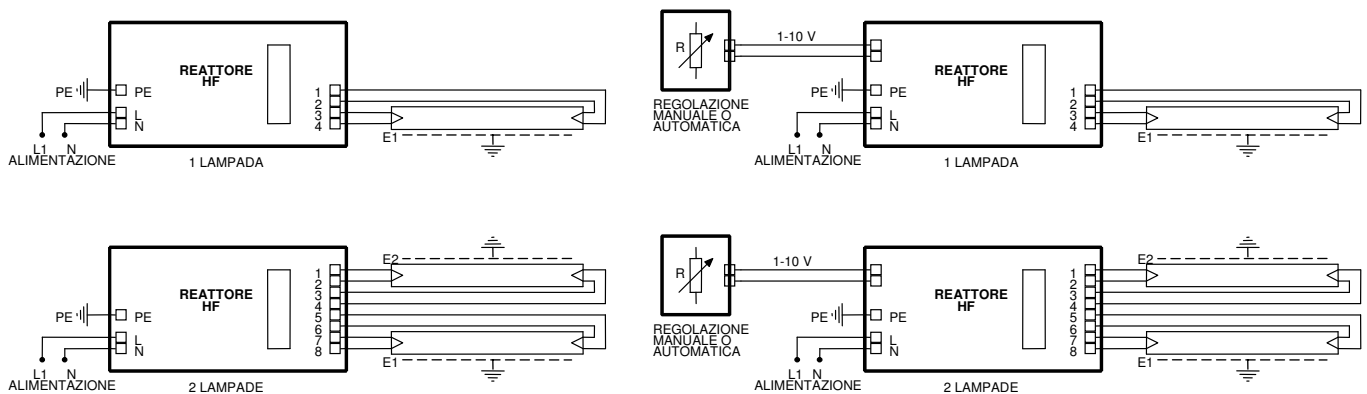 REATTORE
HF
PE
PE
L
N
1
2
3
4
L1 N
ALIMENTAZIONE
E1
1 LAMPADA
R
1-10 V
REGOLAZIONE
MANUALE O
AUTOMATICA
REATTORE
HF
PE
PE
L
N
1
2
3
4
L1 N
ALIMENTAZIONE
E1
1 LAMPADA
REATTORE
HF
PE
PE
L
N
1
2
3
4
5
6
7
8
E2
E1
L1 N
ALIMENTAZIONE
2 LAMPADE
R
1-10 V
REGOLAZIONE
MANUALE O
AUTOMATICA
REATTORE
HF
PE
PE
L
N
1
2
3
4
5
6
7
8
E2
E1
L1 N
ALIMENTAZIONE
2 LAMPADE